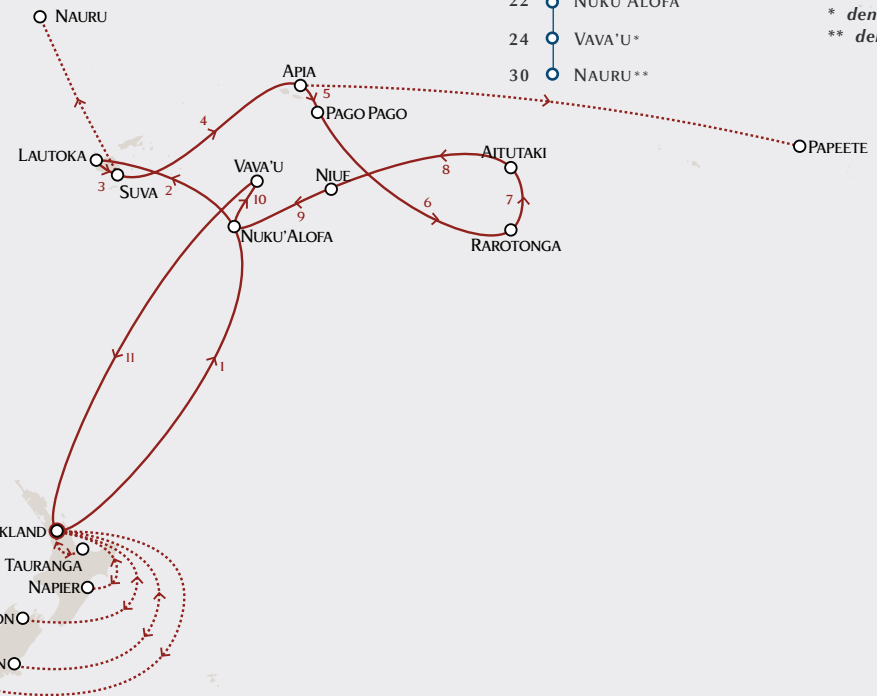 22 NUKU'ALOFA
24 VAVA'U*
30 NAURU**
* den
** den
NAURU
APIA
5
PAGO PAGO
4
LAUTOKA
3
SUVA
2
VAVA'U
10
NIUE
9
NUKU'ALOFA
8
AITUTAKI
7
6
RAROTONGA
PAPEETE
11
1
KLAND
TAURANGA
NAPIER
ON
N